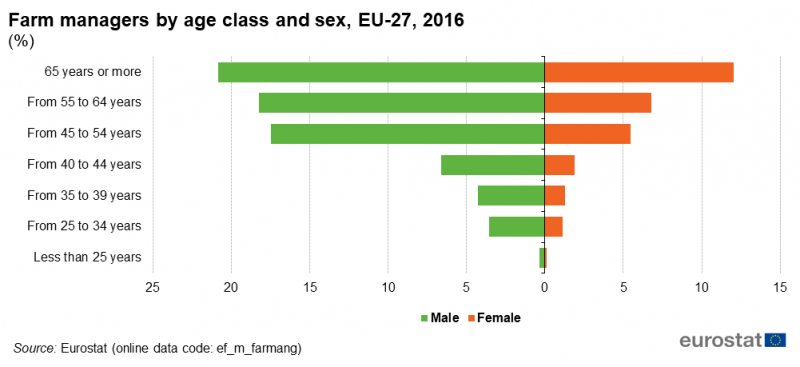 Farm managers by age class and sex, EU-27, 2016
(%)
65 years or more
From 55 to 64 years
From 45 to 54 years
From 40 to 44 years
From 35 to 39 years
From 25 to 34 years
Less than 25 years
25 20 15 10 5 0 5 10 15
Male Female
Source: Eurostat (online data code: ef_m_farmang)
eurostat